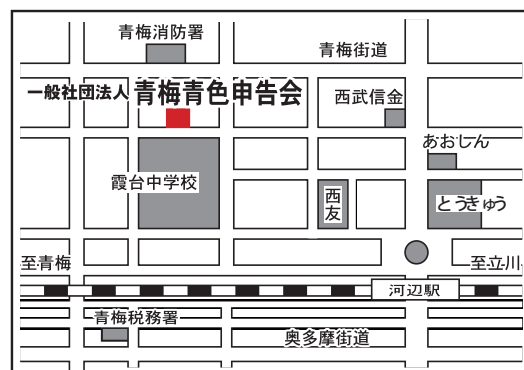 青梅消防署
青梅街道
一般社団法人 青梅青色申告会
西武信金
あおしん
霞台中学校
西友
とうきゅう
至青梅
至立川
河辺駅
青梅税務署
奥多摩街道